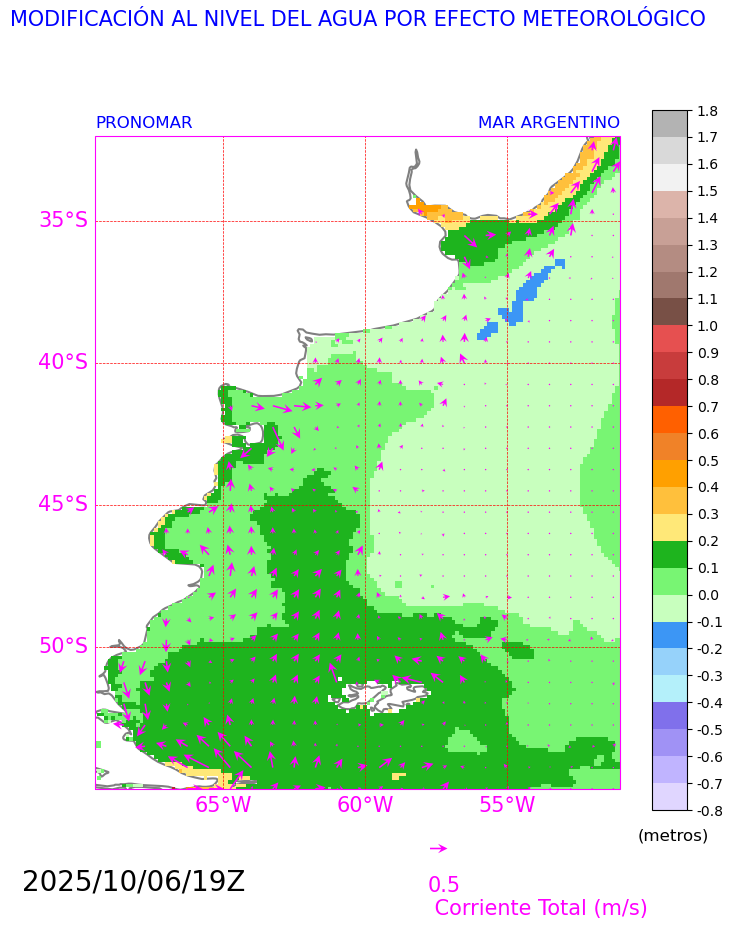 MODIFICACIÓN AL NIVEL DEL AGUA POR EFECTO METEOROLÓGICO
PRONOMAR
MAR ARGENTINO
35°S
40°S
45°S
50°S
65°W
60°W
55°W
1.8
1.7
1.6
1.5
1.4
1.3
1.2
1.1
1.0
0.9
0.8
0.7
0.6
0.5
0.4
0.3
0.2
0.1
0.0
-0.1
-0.2
-0.3
-0.4
-0.5
-0.6
-0.7
-0.8
(metros)
2025/10/06/19Z
0.5
Corriente Total (m/s)